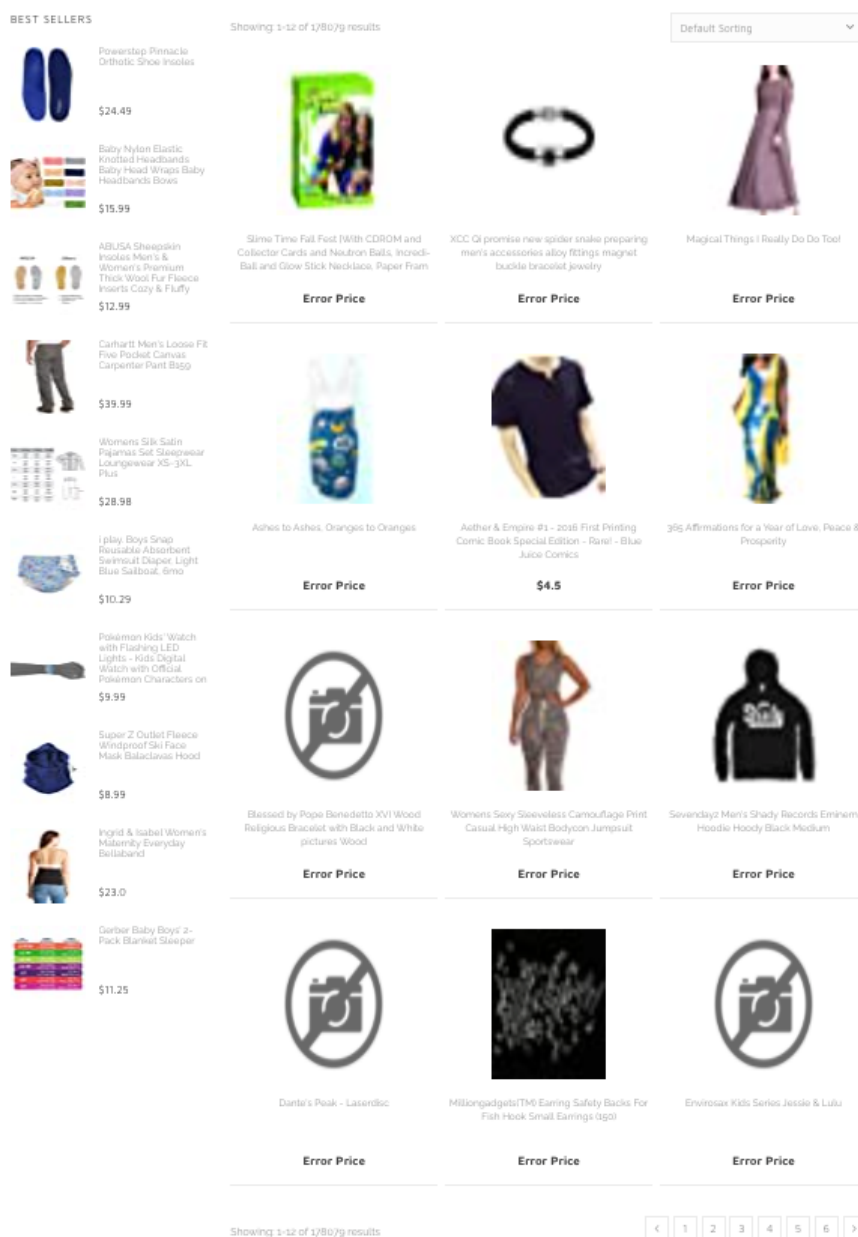 BEST SELLERS
Powerstep Pinnacle
Orthotic Shoe Insoles
$24.49
Baby Nylon Elastic
Knotted Headbands
Baby Head Wraps Baby
Headbands Bows
$15.99
ABUSA Sheepskin
Insoles Men's &
Women's Premium
Thick Wool Fur Fleece
Inserts Cozy & Fluffy
$12.99
Carhartt Men's Loose Fit
Five Pocket Canvas
Carpenter Pant B159
$39.99
Womens Silk Satin
Pajamas Set Sleepwear
Loungewear XS~3XL
Plus
$28.98
i play. Boys Snap
Reusable Absorbent
Swimsuit Diaper, Light
Blue Sailboat, 6mo
$10.29
Pokémon Kids' Watch
with Flashing LED
Lights - Kids Digital
Watch with Official
Pokémon Characters on
$9.99
Super Z Outlet Fleece
Windproof Ski Face
Mask Balaclavas Hood
$8.99
Ingrid & Isabel Women's
Maternity Everyday
Bellaband
$23.0
Gerber Baby Boys' 2-
Pack Blanket Sleeper
$11.25
Showing: 1-12 of 178079 results
Default Sorting
Slime Time Fall Fest [With CDROM and
Collector Cards and Neutron Balls, Incredi-
Ball and Glow Stick Necklace, Paper Fram
Error Price
XCC QI promise new spider snake preparing
men's accessories alloy fittings magnet
buckle bracelet jewelry
Error Price
Magical Things I Really Do Do Too!
Error Price
Ashes to Ashes, Oranges to Oranges
Error Price
Aether & Empire #1 - 2016 First Printing
Comic Book Special Edition - Rare! - Blue
Juice Comics
$4.5
365 Affirmations for a Year of Love, Peace &
Prosperity
Error Price
Blessed by Pope Benedetto XVI Wood
Religious Bracelet with Black and White
pictures Wood
Error Price
Womens Sexy Sleeveless Camouflage Print
Casual High Waist Bodycon Jumpsuit
Sportswear
Error Price
Sevendayz Men's Shady Records Eminem
Hoodie Hoody Black Medium
Error Price
Dante's Peak - Laserdisc
Error Price
Milliongadgets(TM) Earring Safety Backs For
Fish Hook Small Earrings (150)
Error Price
Envirosax Kids Series Jessie & Lulu
Error Price
Showing: 1-12 of 178079 results
< 1 2 3 4 5 6 >